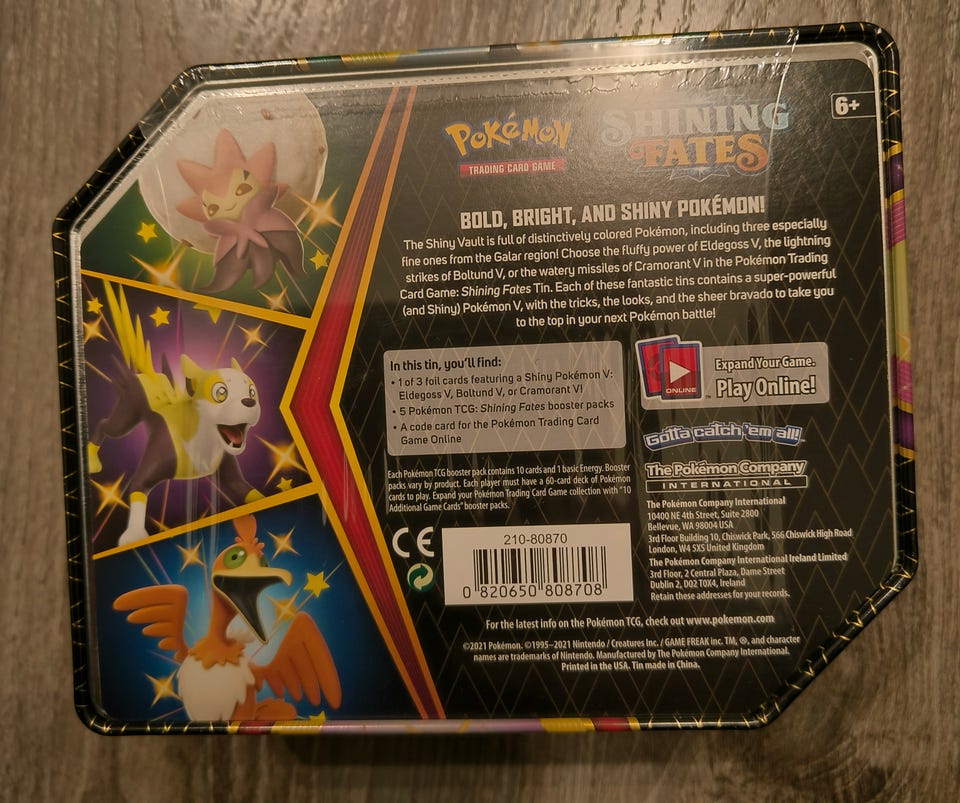 6+
POKéMON
TRADING CARD GAME
SHINING
FATES
BOLD, BRIGHT, AND SHINY POKÉMON!
The Shiny Vault is full of distinctively colored Pokémon, including three especially
fine ones from the Galar region! Choose the fluffy power of Eldegoss V, the lightning
strikes of Boltund V, or the watery missiles of Cramorant V in the Pokémon Trading
Card Game: Shining Fates Tin. Each of these fantastic tins contains a super-powerful
(and Shiny) Pokémon V, with the tricks, the looks, and the sheer bravado to take you
to the top in your next Pokémon battle!
In this tin, you'll find:
• 1 of 3 foil cards featuring a Shiny Pokémon V:
Eldegoss V, Boltund V, or Cramorant V!
• 5 Pokémon TCG: Shining Fates booster packs
• A code card for the Pokémon Trading Card
Game Online
Each Pokémon TCG booster pack contains 10 cards and 1 basic Energy. Booster
packs vary by product. Each player must have a 60-card deck of Pokémon
cards to play. Expand your Pokémon Trading Card Game collection with "10
Additional Game Cards" booster packs.
CE
210-80870
0 820650 808708
ONLINE
™
Expand Your Game.
Play Online!
Gotta catch 'em all!
The Pokémon Company
INTERNATIONAL
The Pokémon Company International
10400 NE 4th Street, Suite 2800
Bellevue, WA 98004 USA
3rd Floor Building 10, Chiswick Park, 566 Chiswick High Road
London, W4 5XS United Kingdom
The Pokémon Company International Ireland Limited
3rd Floor, 2 Central Plaza, Dame Street
Dublin 2, D02 T0X4, Ireland
Retain these addresses for your records.
For the latest info on the Pokémon TCG, check out www.pokemon.com
©2021 Pokémon. ©1995–2021 Nintendo / Creatures Inc. / GAME FREAK inc. TM, ®, and character
names are trademarks of Nintendo. Manufactured by The Pokémon Company International.
Printed in the USA. Tin made in China.